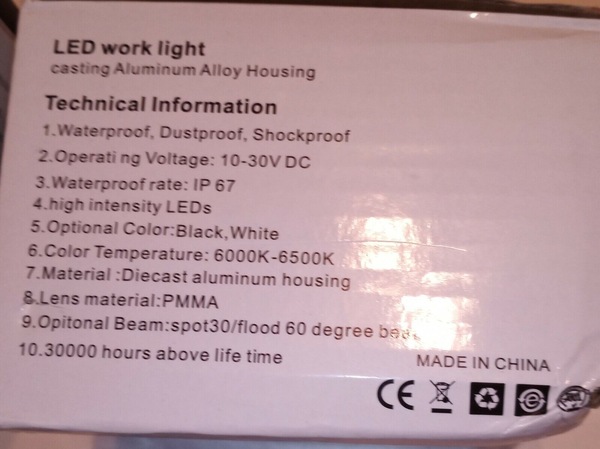 LED work light
casting Aluminum Alloy Housing
Technical Information
1.Waterproof, Dustproof, Shockproof
2.Operating Voltage: 10-30V DC
3.Waterproof rate: IP 67
4.high intensity LEDs
5.Optional Color:Black,White
6.Color Temperature: 6000K-6500K
7.Material :Diecast aluminum housing
8.Lens material:PMMA
9.Opitonal Beam:spot30/flood 60 degree
10.30000 hours above life time
MADE IN CHINA
CE